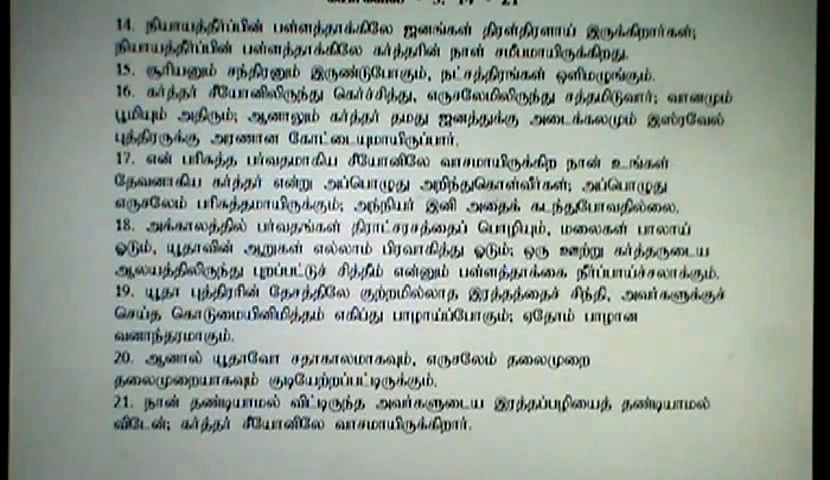 3: 14 - 21
14. நியாயத்தீர்ப்பின் பள்ளத்தாக்கிலே ஜனங்கள் திரள்திரளாய் இருக்கிறார்கள்;
நியாயத்தீர்ப்பின் பள்ளத்தாக்கிலே கர்த்தரின் நாள் சமீபமாயிருக்கிறது.
15. சூரியனும் சந்திரனும் இருண்டுபோகும், நட்சத்திரங்கள் ஒளிமழுங்கும்.
16. கர்த்தர் சீயோனிலிருந்து கெர்ச்சித்து, எருசலேமிலிருந்து சத்தமிடுவார்; வானமும்
பூமியும் அதிரும்; ஆனாலும் கர்த்தர் தமது ஜனத்துக்கு அடைக்கலமும் இஸ்ரவேல்
புத்திரருக்கு அரணான கோட்டையுமாயிருப்பார்.
17. என் பரிசுத்த பர்வதமாகிய சீயோனிலே வாசமாயிருக்கிற நான் உங்கள்
தேவனாகிய கர்த்தர் என்று அப்பொழுது அறிந்துகொள்வீர்கள்; அப்பொழுது
எருசலேம் பரிசுத்தமாயிருக்கும்; அந்நியர் இனி அதைக் கடந்துபோவதில்லை.
18. அக்காலத்தில் பர்வதங்கள் திராட்சரசத்தைப் பொழியும், மலைகள் பாலாய்
ஓடும், யூதாவின் ஆறுகள் எல்லாம் பிரவாகித்து ஓடும்; ஒரு ஊற்று கர்த்தருடைய
ஆலயத்திலிருந்து புறப்பட்டுச் சித்தீம் என்னும் பள்ளத்தாக்கை நீர்ப்பாய்ச்சலாக்கும்.
19. யூதா புத்திரரின் தேசத்திலே குற்றமில்லாத இரத்தத்தைச் சிந்தி, அவர்களுக்குச்
செய்த கொடுமையினிமித்தம் எகிப்து பாழாய்ப்போகும்; ஏதோம் பாழான
வனாந்தரமாகும்.
20. ஆனால் யூதாவோ சதாகாலமாகவும், எருசலேம் தலைமுறை
தலைமுறையாகவும் குடியேற்றப்பட்டிருக்கும்.
21. நான் தண்டியாமல் விட்டிருந்த அவர்களுடைய இரத்தப்பழியைத் தண்டியாமல்
விடேன்; கர்த்தர் சீயோனிலே வாசமாயிருக்கிறார்.